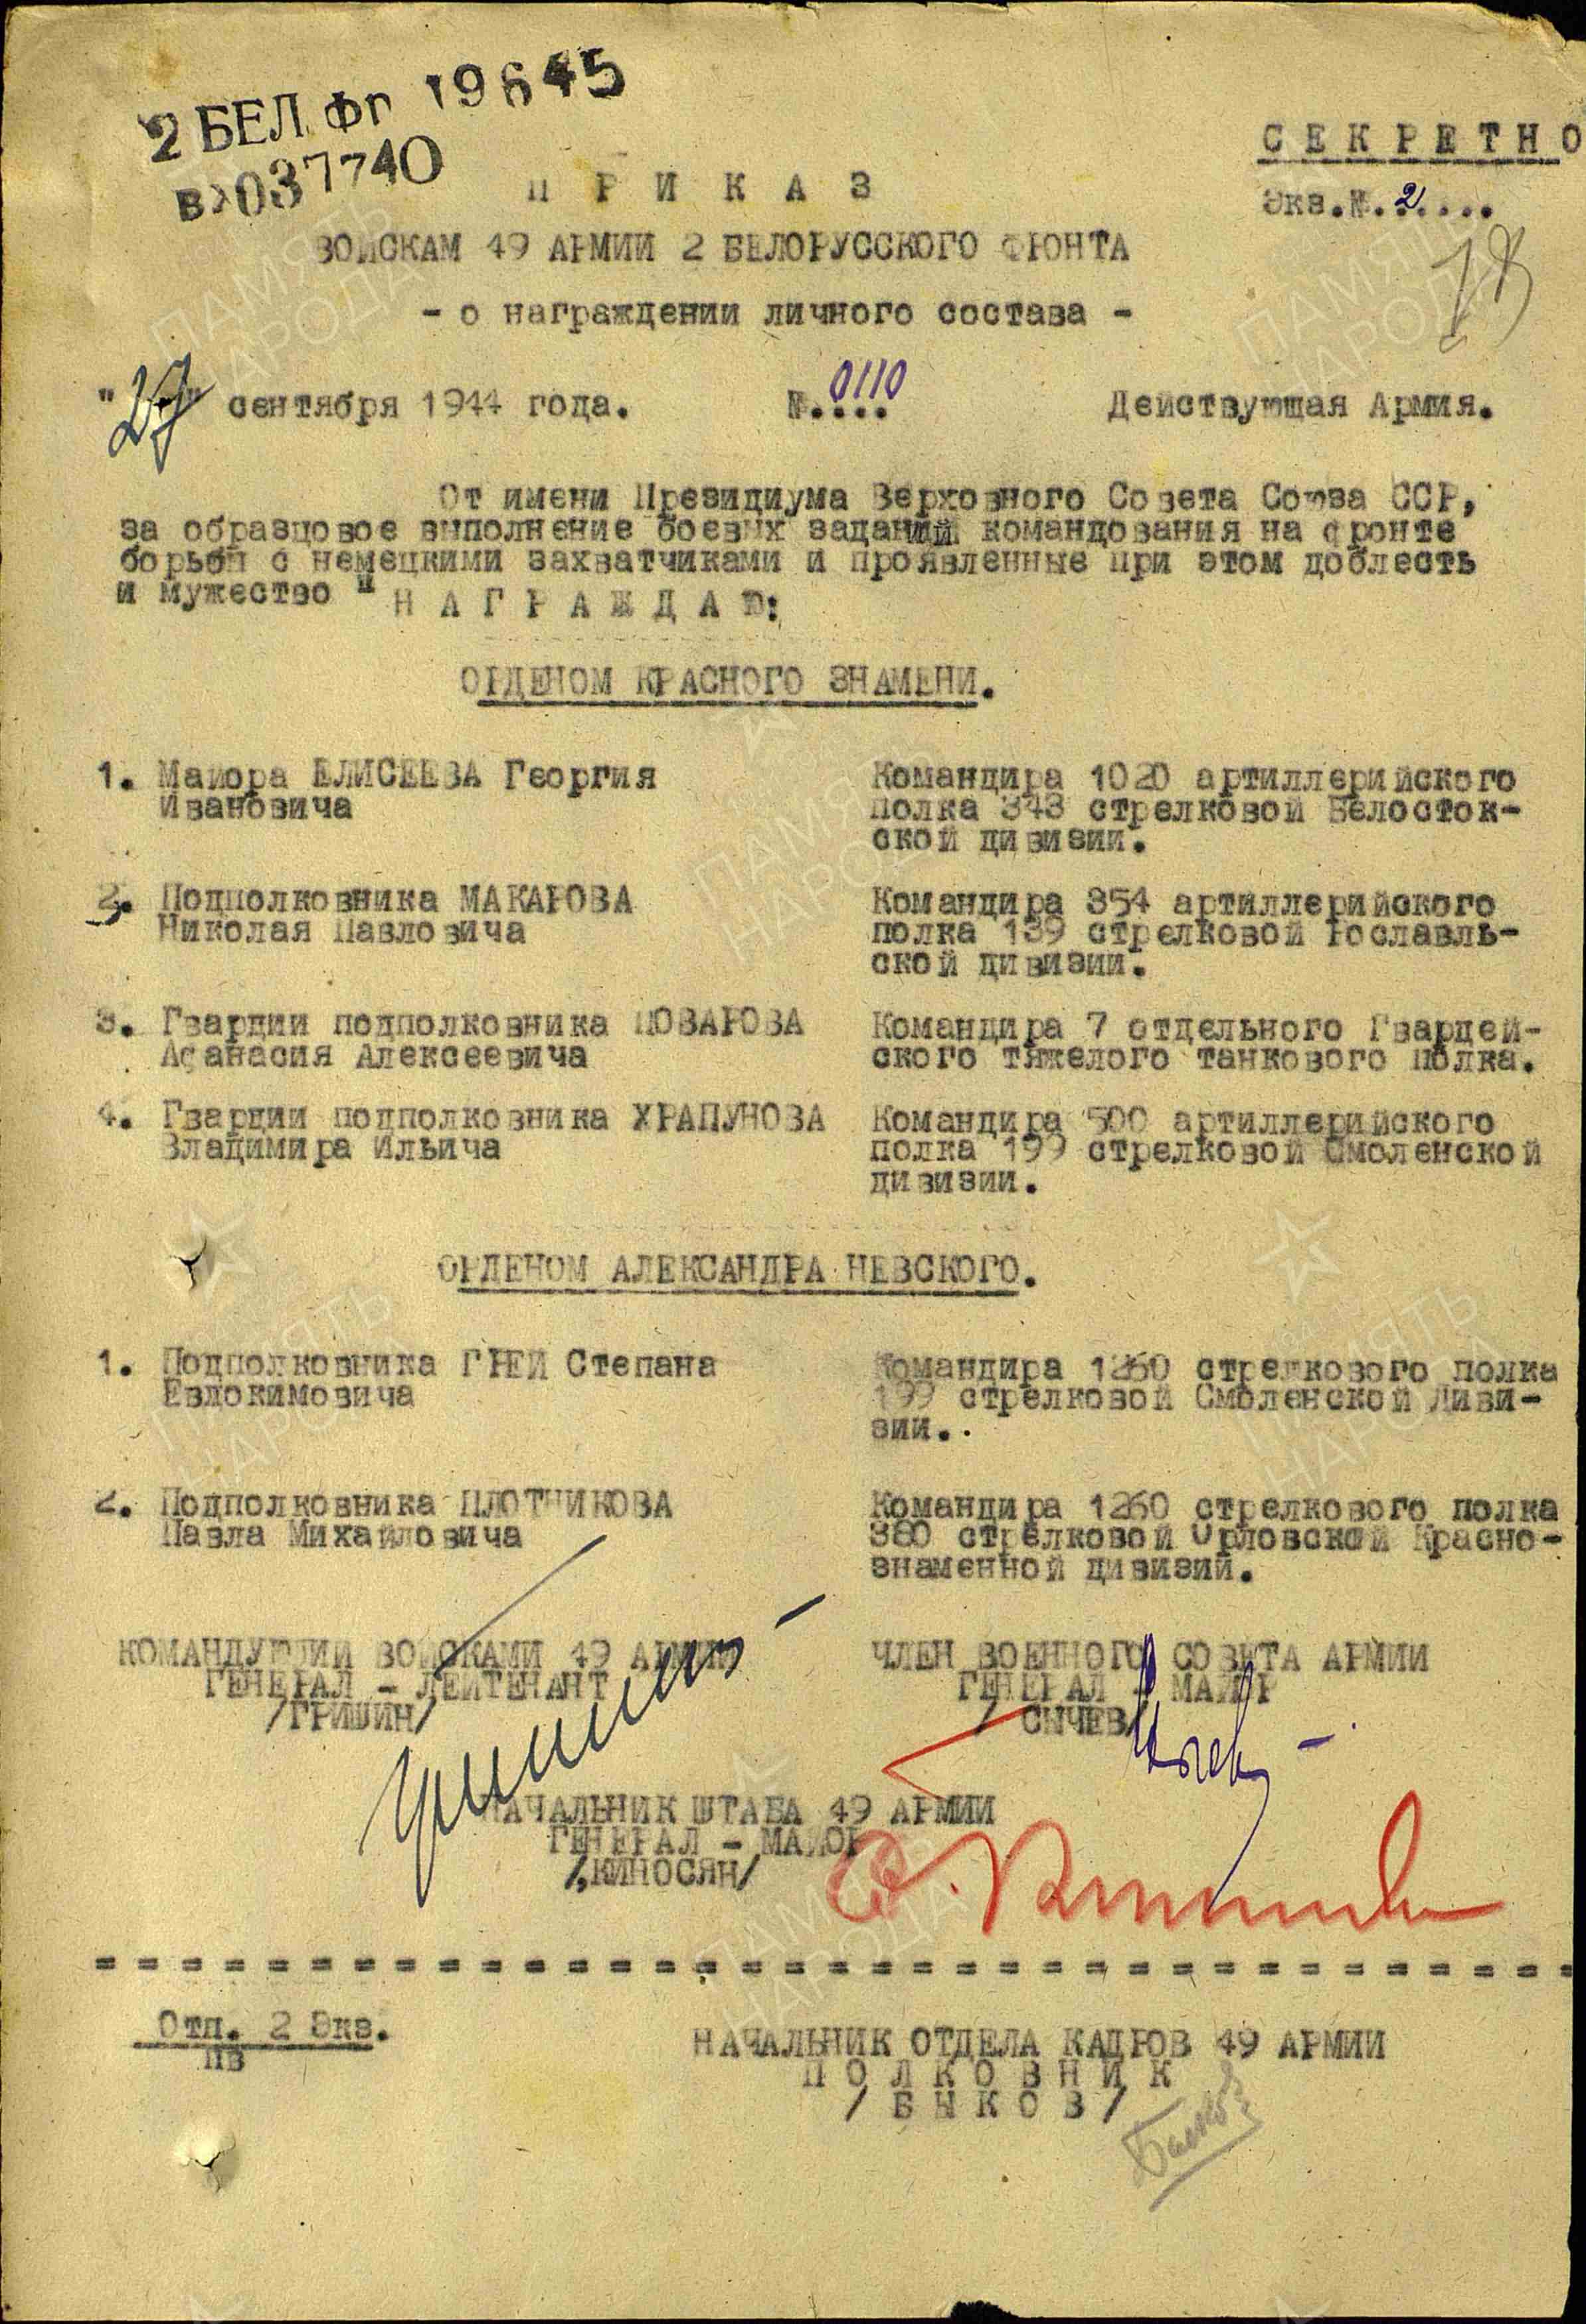 2 БЕЛ. Фг 19645
вх037740
СЕКРЕТНО
Экз.№.2.....
ПРИКАЗ
ВОЙСКАМ 49 АРМИИ 2 БЕЛОРУССКОГО ФРОНТА
- о награждении личного состава -
"27" сентября 1944 года. №.0110 Действующая Армия.
От имени Президиума Верховного Совета Союза ССР,
за образцовое выполнение боевых заданий командования на фронте
борьбы с немецкими захватчиками и проявленные при этом доблесть
и мужество " НАГРАЖДАЮ:
ОРДЕНОМ КРАСНОГО ЗНАМЕНИ.
1. Майора ЕЛИСЕЕВА Георгия Командира 1020 артиллерийского
Ивановича полка 343 стрелковой Белосток-
ской дивизии.
2. Подполковника МАКАРОВА Командира 354 артиллерийского
Николая Павловича полка 139 стрелковой Рославль-
ской дивизии.
3. Гвардии подполковника ПОВАРОВА Командира 7 отдельного Гвардей-
Афанасия Алексеевича ского тяжелого танкового полка.
4. Гвардии подполковника ХРАПУНОВА Командира 500 артиллерийского
Владимира Ильича полка 199 стрелковой Смоленской
дивизии.
ОРДЕНОМ АЛЕКСАНДРА НЕВСКОГО.
1. Подполковника ГРЕЙ Степана Командира 1260 стрелкового полка
Евдокимовича 199 стрелковой Смоленской Диви-
зии..
2. Подполковника ПЛОТНИКОВА Командира 1260 стрелкового полка
Павла Михайловича 380 стрелковой Орловской Красно-
знаменной дивизии.
КОМАНДУЮЩИЙ ВОЙСКАМИ 49 АРМИИ ЧЛЕН ВОЕННОГО СОВЕТА АРМИИ
ГЕНЕРАЛ - ЛЕЙТЕНАНТ ГЕНЕРАЛ - МАЙОР
/ГРИШИН/ / СЫЧЕВ/
НАЧАЛЬНИК ШТАБА 49 АРМИИ
ГЕНЕРАЛ - МАЙОР
/КИНОСЯН/
Отп. 2 Экз.
пв
НАЧАЛЬНИК ОТДЕЛА КАДРОВ 49 АРМИИ
ПОЛКОВНИК
/БЫКОВ/
ПАМЯТЬ
НАРОДА